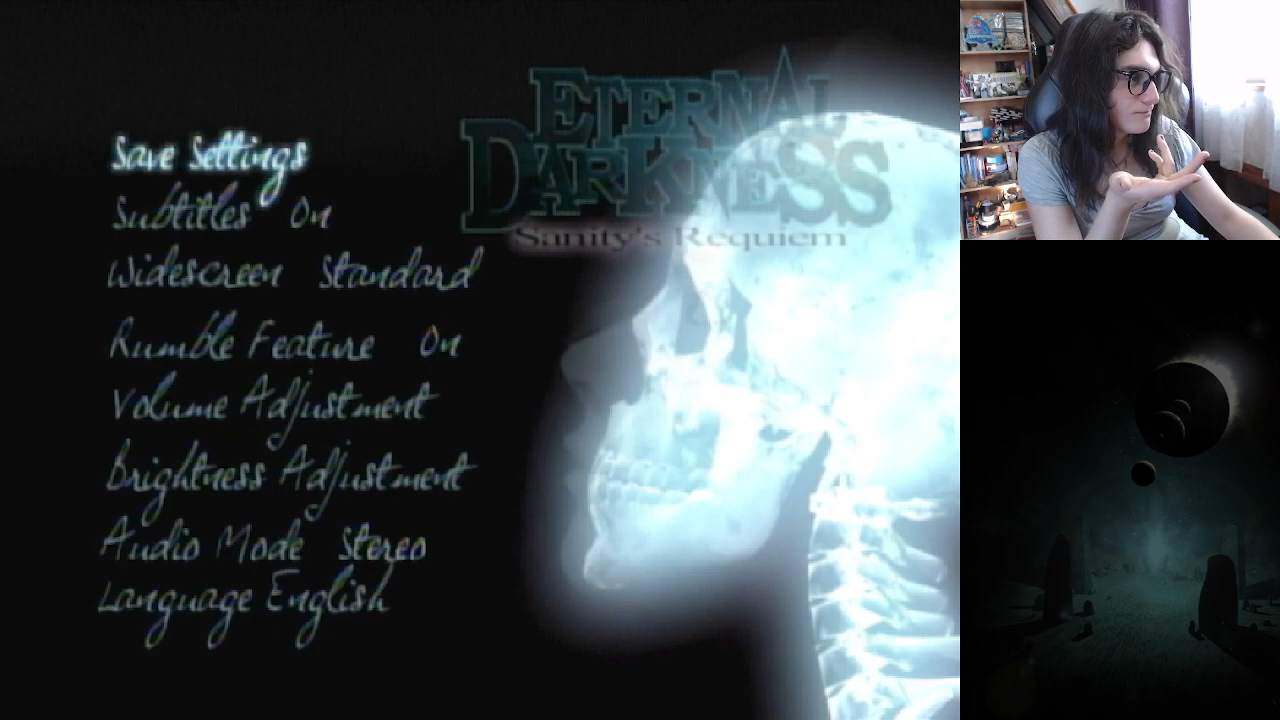 ETERNAL
DARKNESS
Sanity's Requiem
Save Settings
Subtitles On
Widescreen Standard
Rumble Feature On
Volume Adjustment
Brightness Adjustment
Audio Mode Stereo
Language English